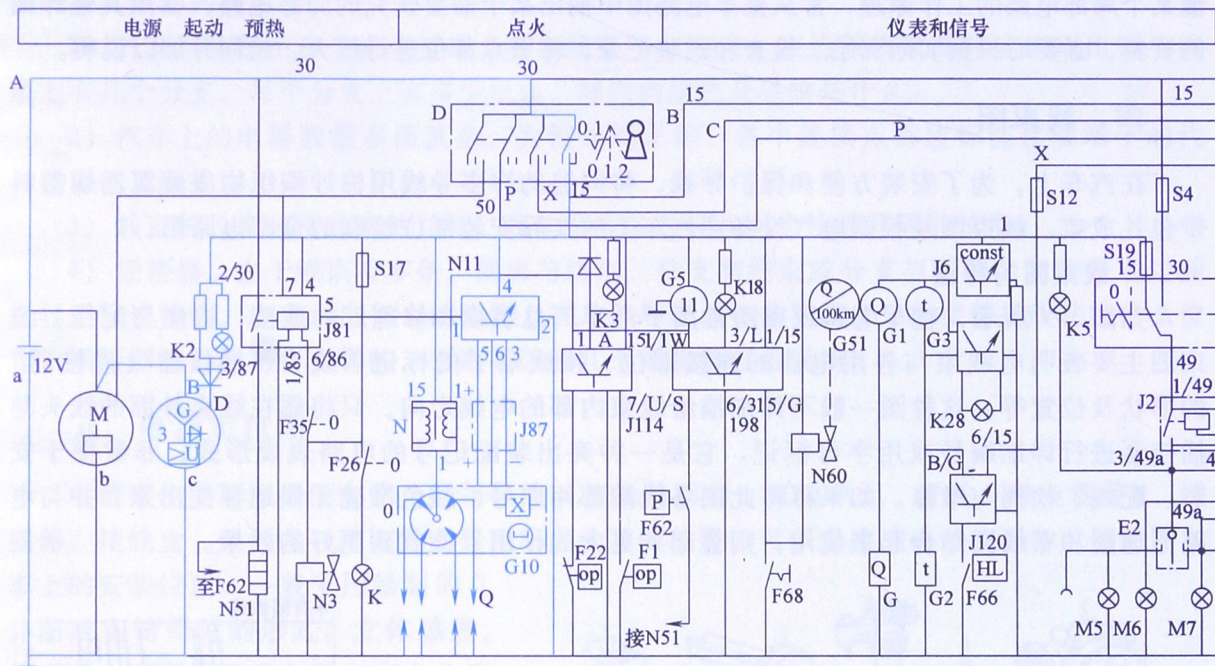 电源 起动 预热
点火
仪表和信号
A
30
30
15
15
D
0.1
B
C
P
0 1 2
X
P
X
15
50
S12
S4
S17
N11
2/30
7 4
5
J81
6/86
1/85
K2
3/87
B
D
G
3
U
12V
a
M
b
c
4
1
2
5 6 3
15
1
1+
N
J87
1
1+
F35
0
F26
0
0
X
G10
Q
至F62
N51
N3
K
K3
1
A
15
1/1W
G5
11
K18
3/L
1/15
7/U/S
J114
6/31
198
5/G
P
F62
F22
op
F1
op
接N51
F68
Q
100km
G51
Q
G1
G3
J6
const
N60
K28
6/15
B/G
J120
HL
F66
Q
G
t
G2
S19
15
30
0 1
K5
49
1/49
J2
3/49a
4
49a
E2
M5
M6
M7